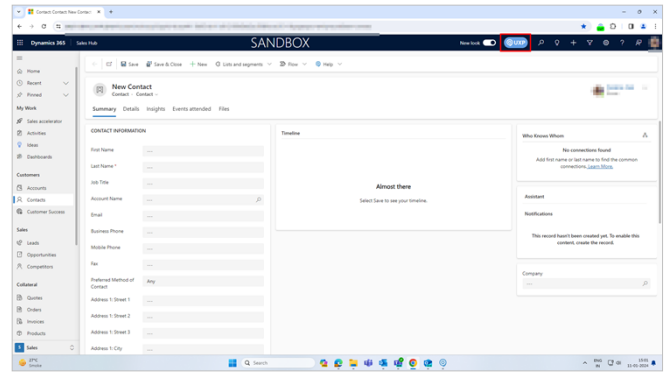 Contact: Contact: New Contact
Dynamics 365
Sales Hub
SANDBOX
New look
UXP
Save
Save & Close
New
Lists and segments
Flow
Help
Home
Recent
Pinned
My Work
Sales accelerator
Activities
Ideas
Dashboards
Customers
Accounts
Contacts
Customer Success
Sales
Leads
Opportunities
Competitors
Collateral
Quotes
Orders
Invoices
Products
S Sales
New Contact
Contact · Contact
Owner
Summary Details Insights Events attended Files
CONTACT INFORMATION
First Name ---
Last Name * ---
Job Title ---
Account Name ---
Email ---
Business Phone ---
Mobile Phone ---
Fax ---
Preferred Method of
Contact
Any
Address 1: Street 1 ---
Address 1: Street 2 ---
Address 1: Street 3 ---
Address 1: City ---
Timeline
Almost there
Select Save to see your timeline.
Who Knows Whom
No connections found
Add first name or last name to find the common
connections. Learn More.
Assistant
Notifications
This record hasn't been created yet. To enable this
content, create the record.
Company
---
27°C
Smoke
Search
ENG
IN